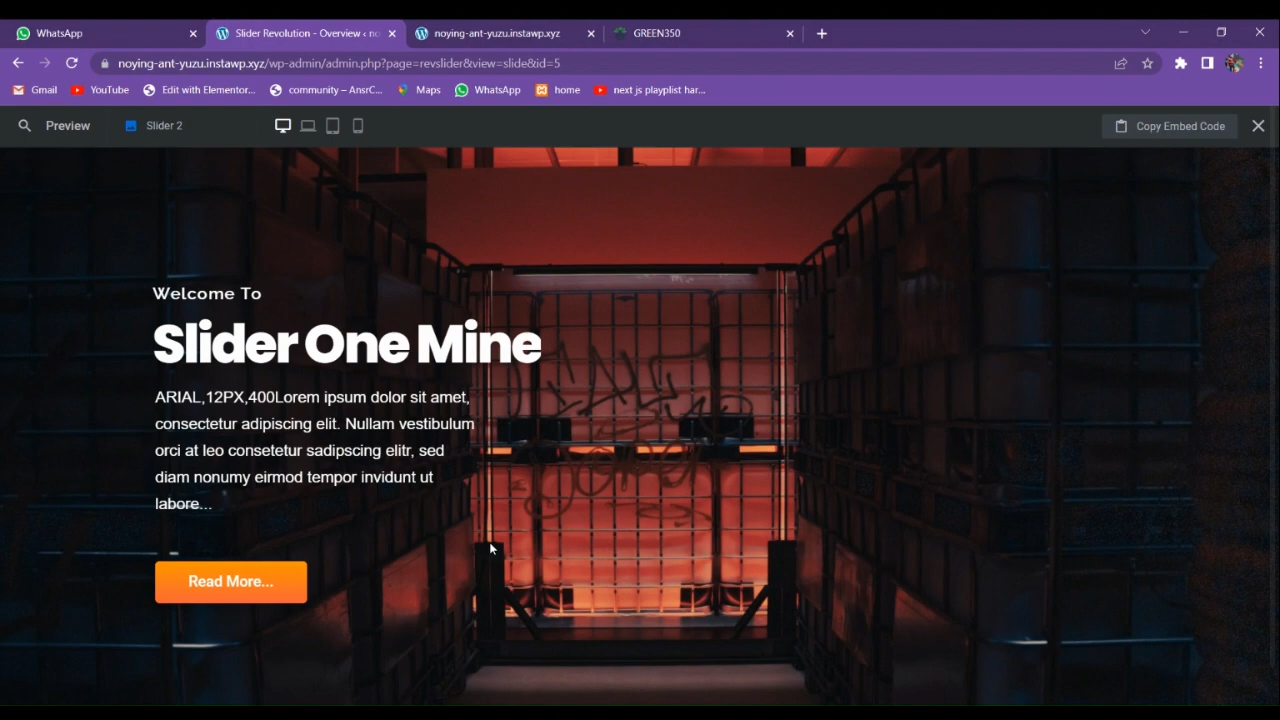 WhatsApp
Slider Revolution - Overview ‹ no
noying-ant-yuzu.instawp.xyz
GREEN350
noying-ant-yuzu.instawp.xyz/wp-admin/admin.php?page=revslider&view=slide&id=5
Gmail
YouTube
Edit with Elementor...
community – AnsrC...
Maps
WhatsApp
home
next js playplist har...
Preview
Slider 2
Copy Embed Code
Welcome To
Slider One Mine
ARIAL,12PX,400Lorem ipsum dolor sit amet,
consectetur adipiscing elit. Nullam vestibulum
orci at leo consetetur sadipscing elitr, sed
diam nonumy eirmod tempor invidunt ut
labore...
Read More...